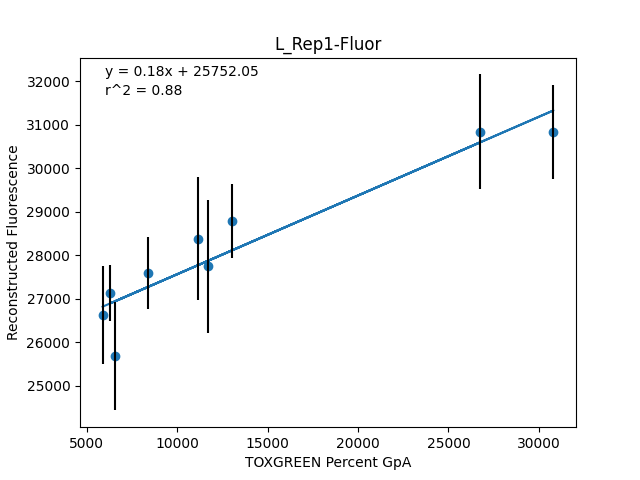 L_Rep1-Fluor
y = 0.18x + 25752.05
r^2 = 0.88
32000
31000
30000
29000
28000
27000
26000
25000
Reconstructed Fluorescence
5000 10000 15000 20000 25000 30000
TOXGREEN Percent GpA